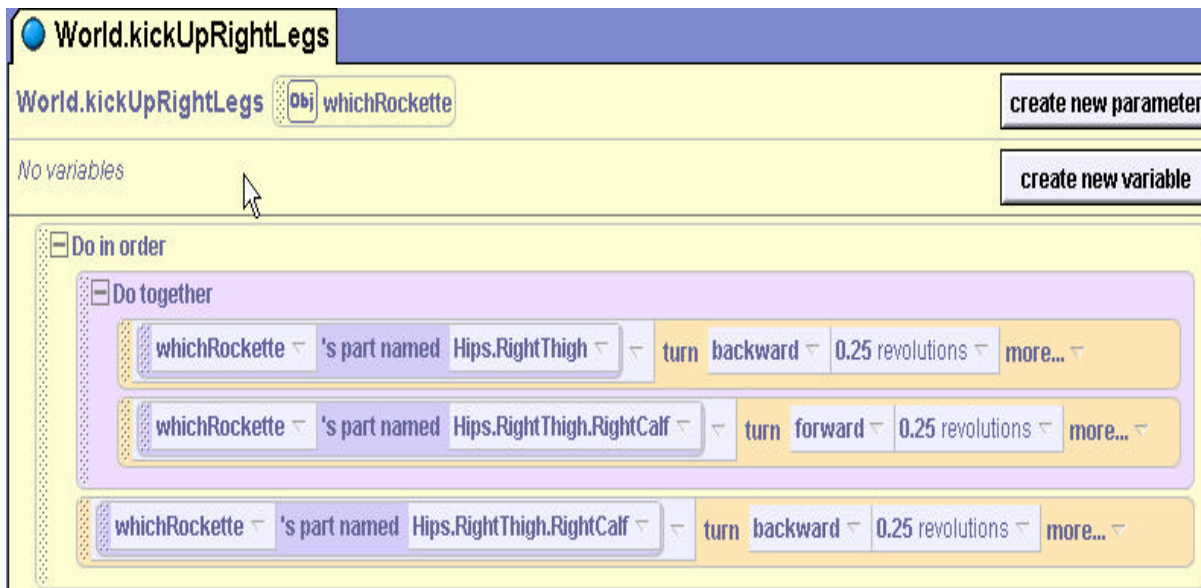 World.kickUpRightLegs
World.kickUpRightLegs Obj whichRockette create new parameter
No variables create new variable
Do in order
Do together
whichRockette 's part named Hips.RightThigh turn backward 0.25 revolutions more...
whichRockette 's part named Hips.RightThigh.RightCalf turn forward 0.25 revolutions more...
whichRockette 's part named Hips.RightThigh.RightCalf turn backward 0.25 revolutions more...